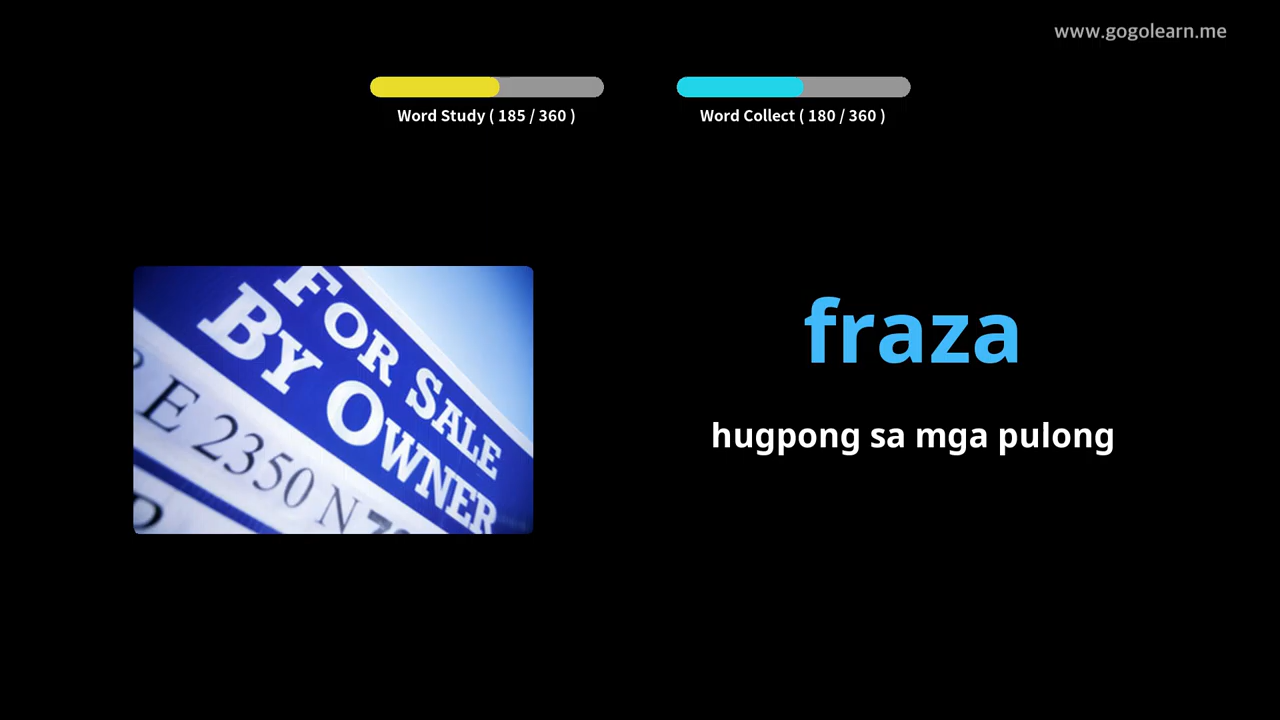 www.gogolearn.me
Word Study ( 185 / 360 )
Word Collect ( 180 / 360 )
FOR SALE
BY OWNER
E 2350 N
fraza
hugpong sa mga pulong